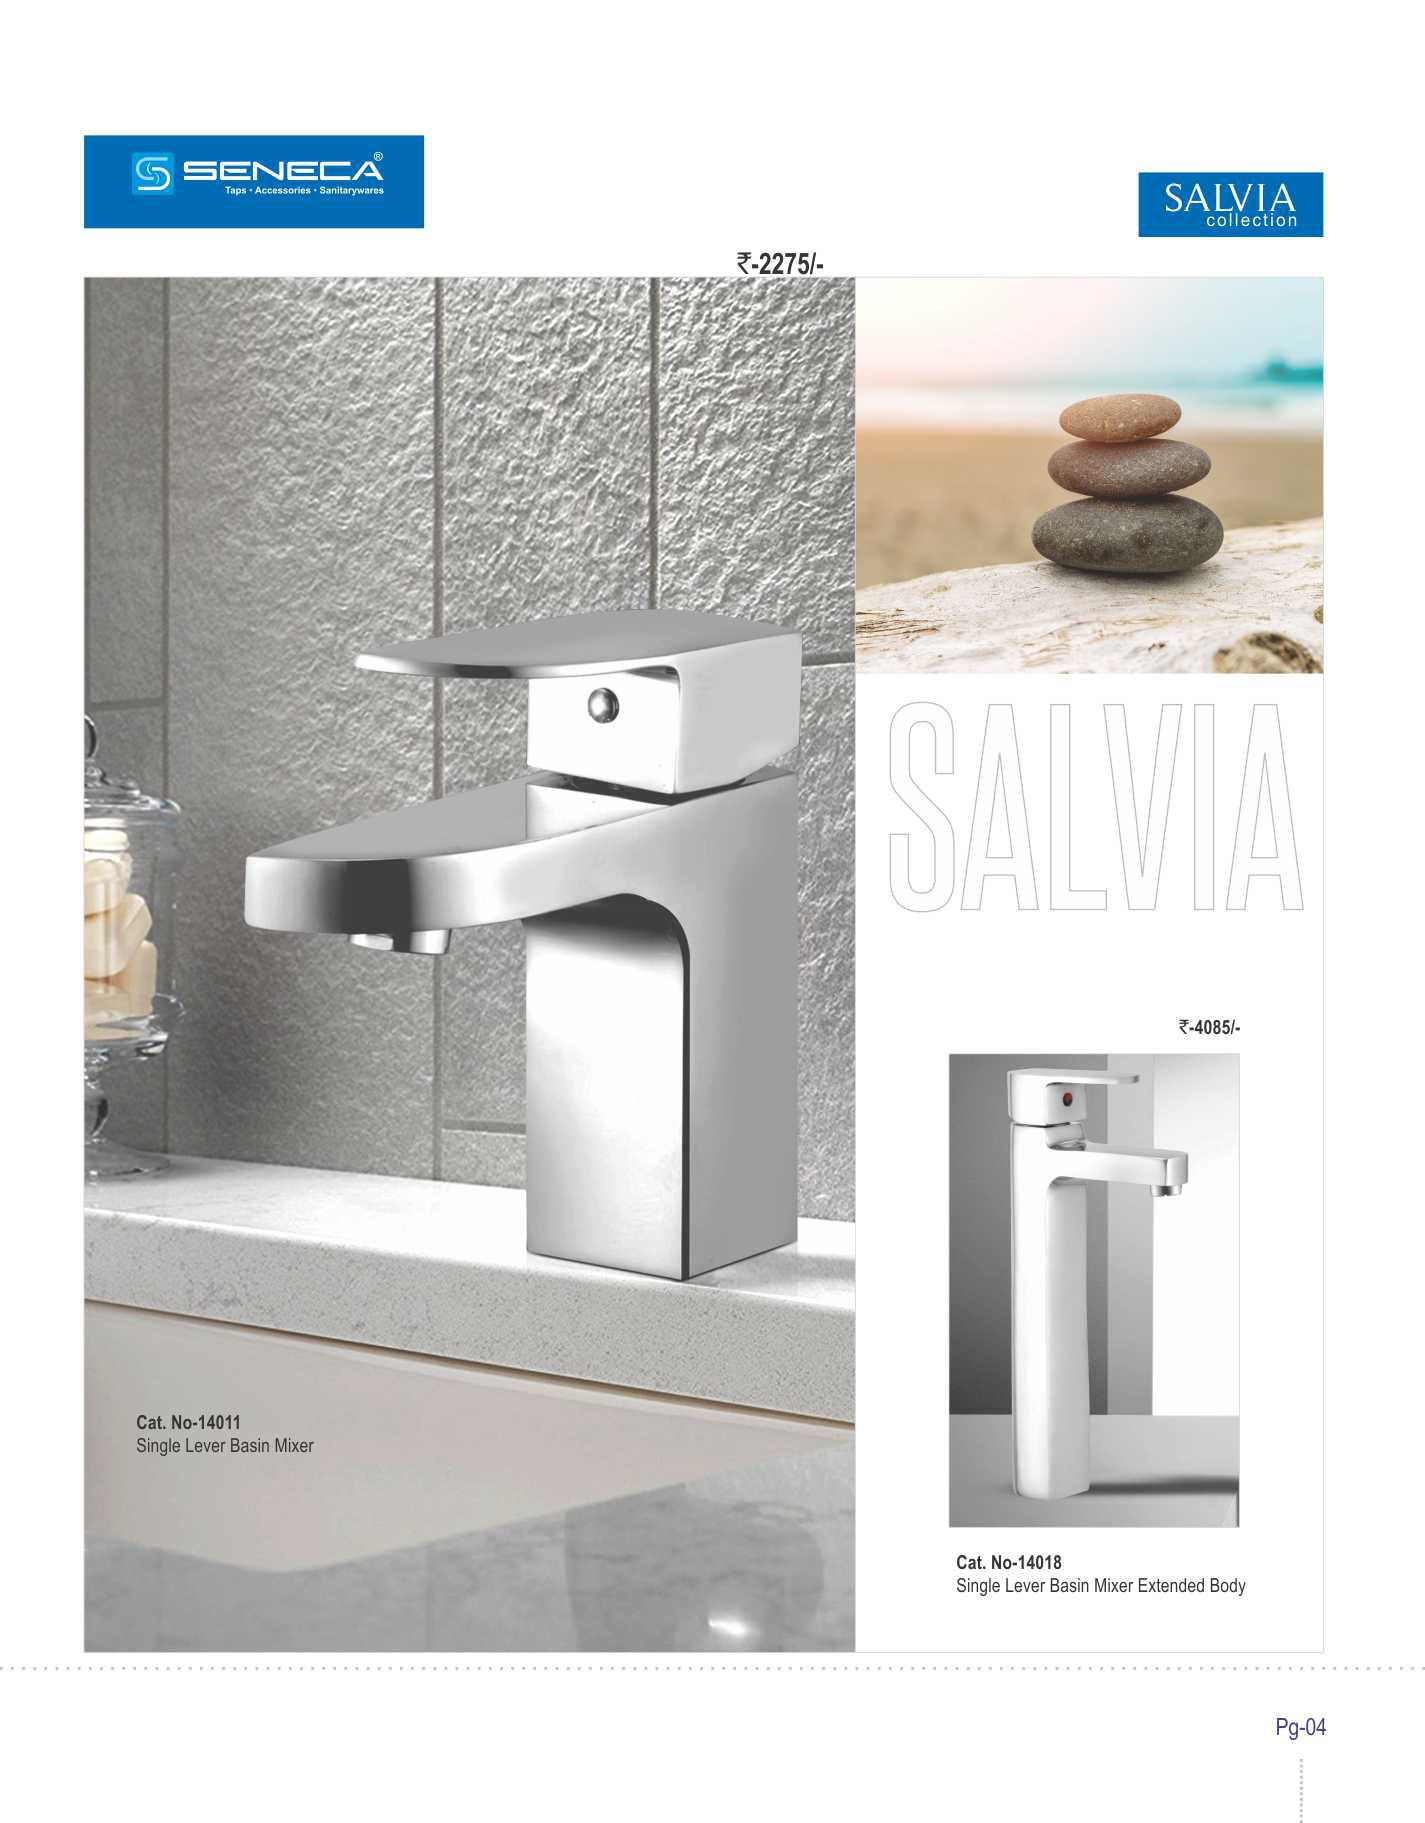 SENECA®
Taps • Accessories • Sanitarywares
SALVIA
collection
₹-2275/-
SALVIA
₹-4085/-
Cat. No-14011
Single Lever Basin Mixer
Cat. No-14018
Single Lever Basin Mixer Extended Body
Pg-04